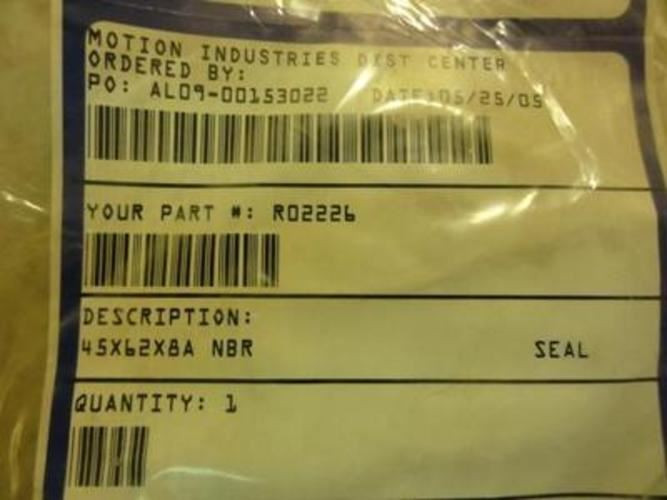 MOTION INDUSTRIES DIST CENTER
ORDERED BY:
PO: AL09-00153022 DATE:05/25/05
YOUR PART #: R02226
DESCRIPTION:
45X62X8A NBR SEAL
QUANTITY: 1